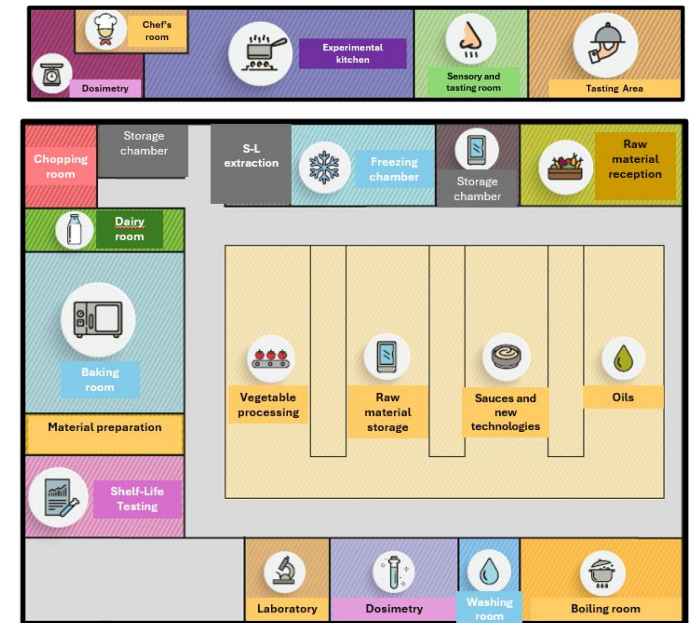 Chef's
room
Dosimetry
Experimental
kitchen
Sensory and
tasting room
Tasting Area
Chopping
room
Storage
chamber
S-L
extraction
Freezing
chamber
Storage
chamber
Raw
material
reception
Dairy
room
Baking
room
Material preparation
Shelf-Life
Testing
Vegetable
processing
Raw
material
storage
Sauces and
new
technologies
Oils
Laboratory
Dosimetry
Washing
room
Boiling room